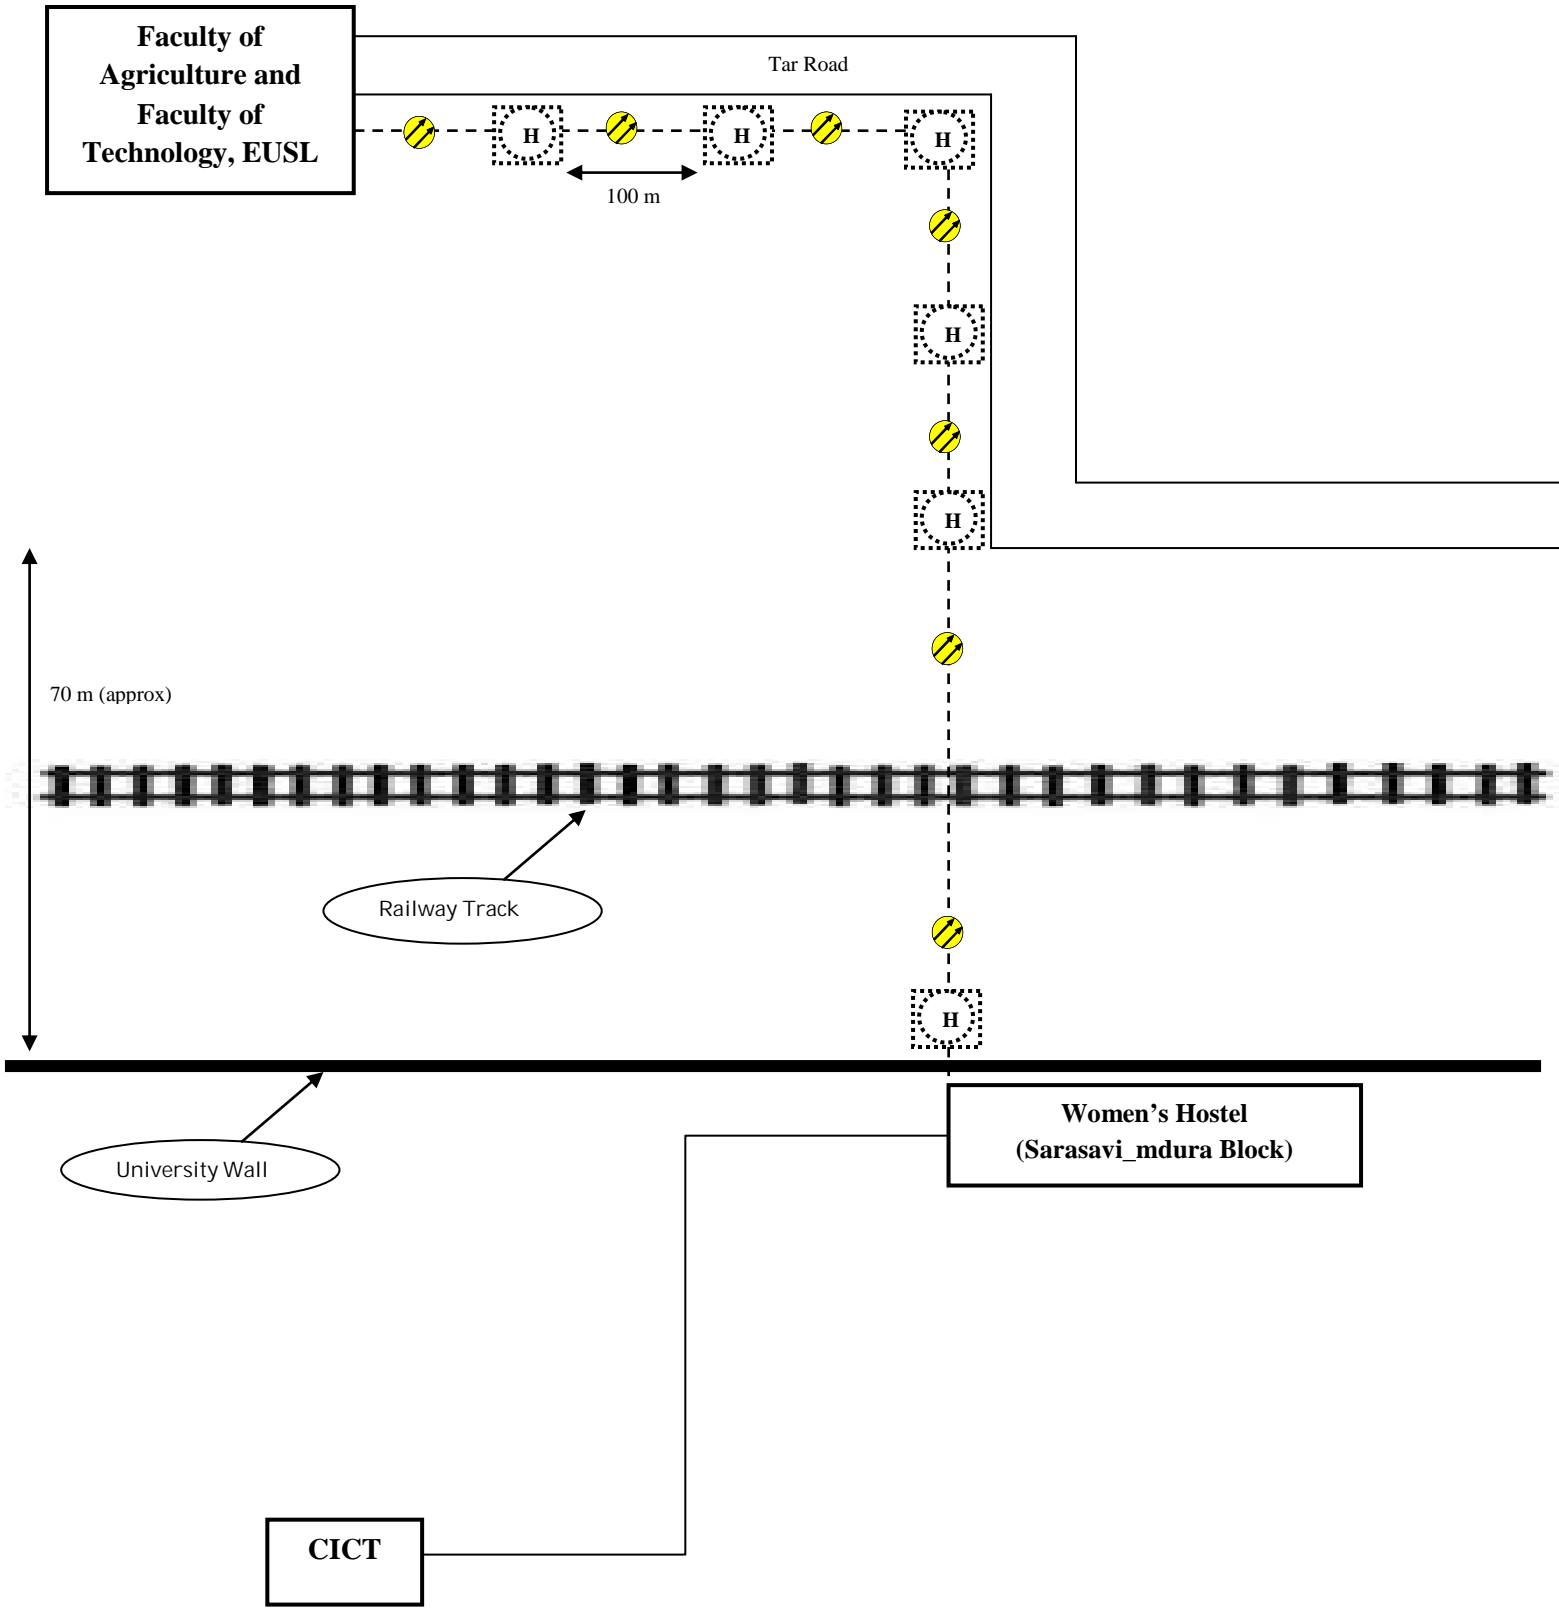 Faculty of
Agriculture and
Faculty of
Technology, EUSL
Tar Road
H
H
H
100 m
H
H
70 m (approx)
Railway Track
H
Women's Hostel
(Sarasavi_mdura Block)
University Wall
CICT